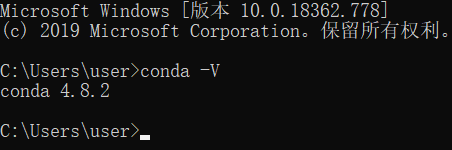 Microsoft Windows [版本 10.0.18362.778]
(c) 2019 Microsoft Corporation。保留所有权利。
C:\Users\user>conda -V
conda 4.8.2
C:\Users\user>